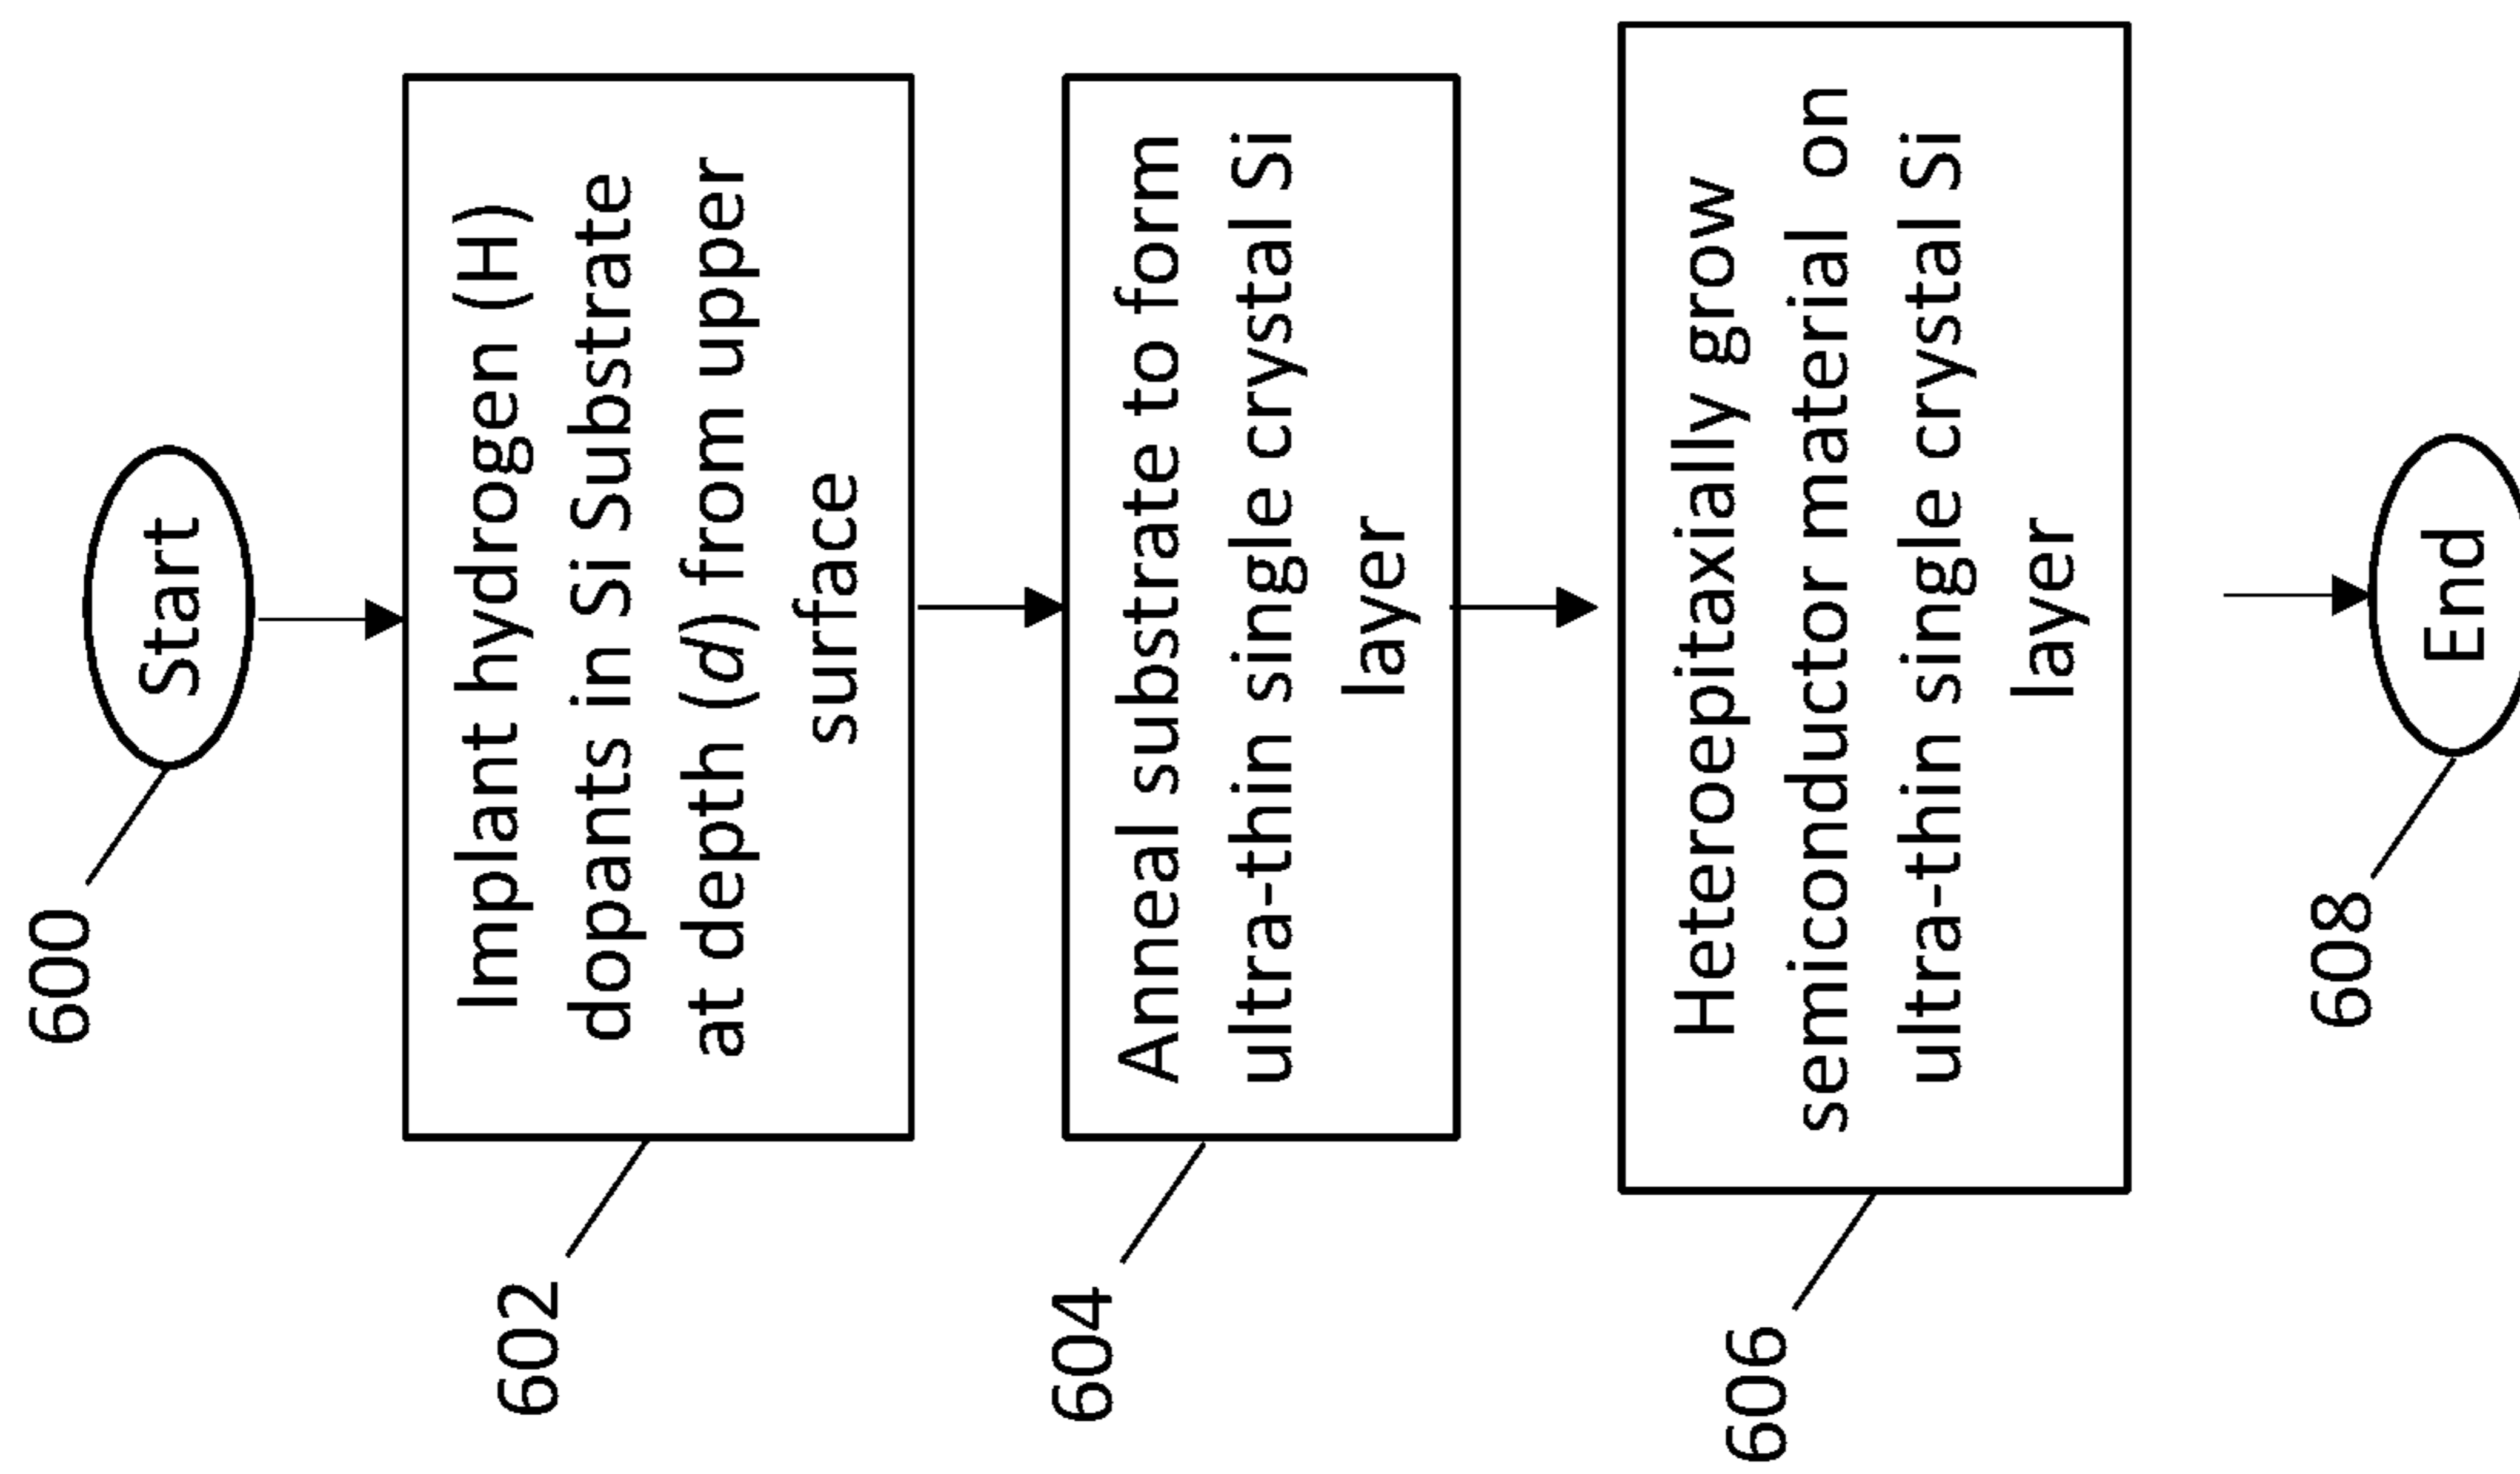 600
Start
602
Implant hydrogen (H)
dopants in Si Substrate
at depth (d) from upper
surface
604
Anneal substrate to form
ultra-thin single crystal Si
layer
606
Heteroepitaxially grow
semiconductor material on
ultra-thin single crystal Si
layer
608
End